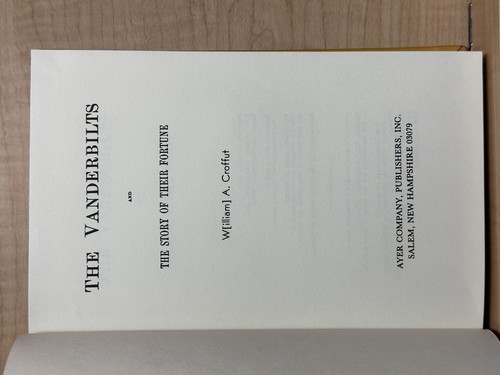 THE VANDERBILTS
AND
THE STORY OF THEIR FORTUNE
W[illiam] A. Croffut
AYER COMPANY, PUBLISHERS, INC.
SALEM, NEW HAMPSHIRE 03079